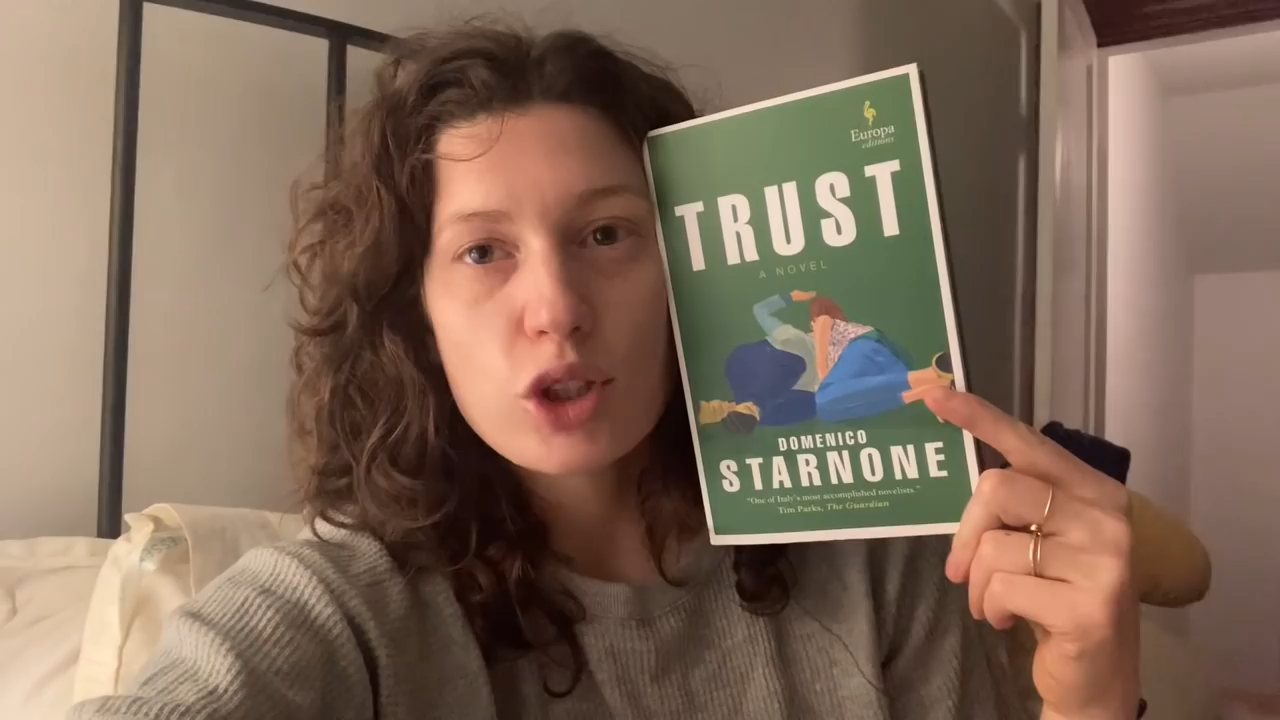 Europa
editions
TRUST
A NOVEL
DOMENICO
STARNONE
"One of Italy's most accomplished novelists."
Tim Parks, The Guardian